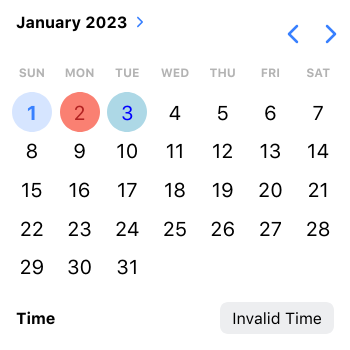 January 2023
SUN MON TUE WED THU FRI SAT
1 2 3 4 5 6 7
8 9 10 11 12 13 14
15 16 17 18 19 20 21
22 23 24 25 26 27 28
29 30 31
Time Invalid Time